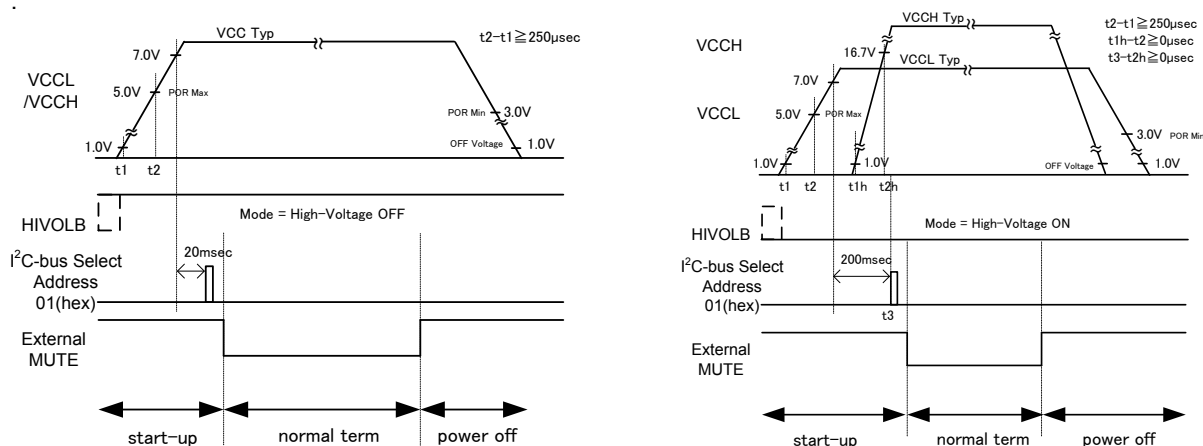 .
VCC Typ
t2-t1≧250μsec
7.0V
VCCL
/VCCH
5.0V
POR Max
POR Min
3.0V
OFF Voltage
1.0V
1.0V
t1
t2
HIVOLB
Mode = High-Voltage OFF
20msec
I²C-bus Select
Address
01(hex)
External
MUTE
start-up
normal term
power off
VCCH Typ
t2-t1≧250μsec
t1h-t2≧0μsec
t3-t2h≧0μsec
VCCH
16.7V
VCCL Typ
7.0V
VCCL
5.0V
POR Max
3.0V
POR Min
1.0V
1.0V
OFF Voltage
1.0V
t1
t2
t1h
t2h
HIVOLB
Mode = High-Voltage ON
200msec
I²C-bus Select
Address
01(hex)
t3
External
MUTE
start-up
normal term
power off